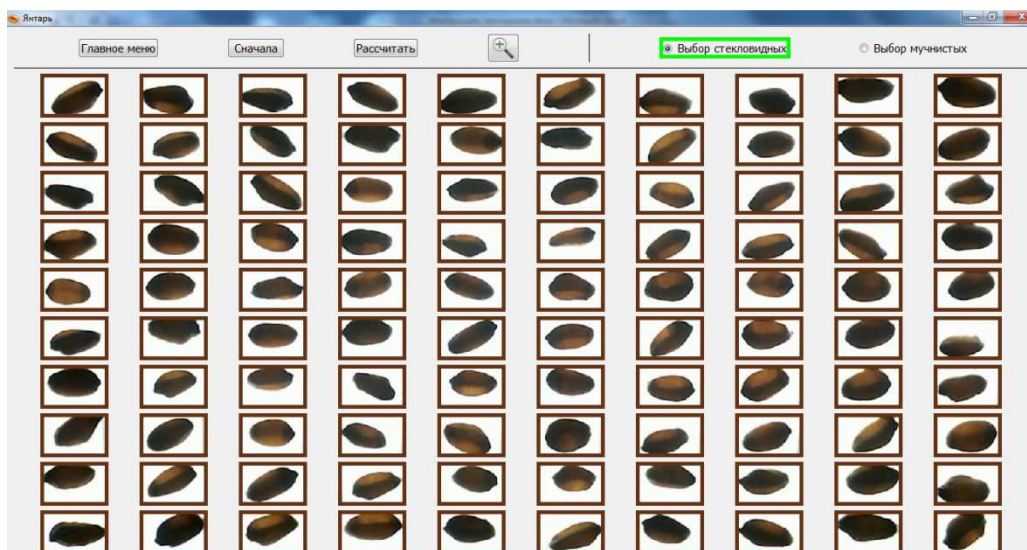 Янтарь
Главное меню
Сначала
Рассчитать
Выбор стекловидных
Выбор мучнистых